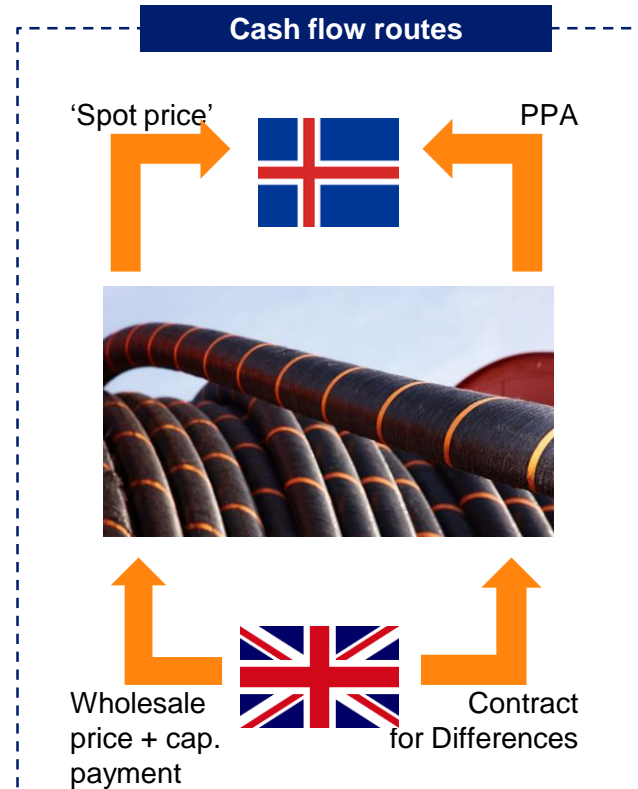 Cash flow routes
‘Spot price’
PPA
Wholesale
price + cap.
payment
Contract
for Differences